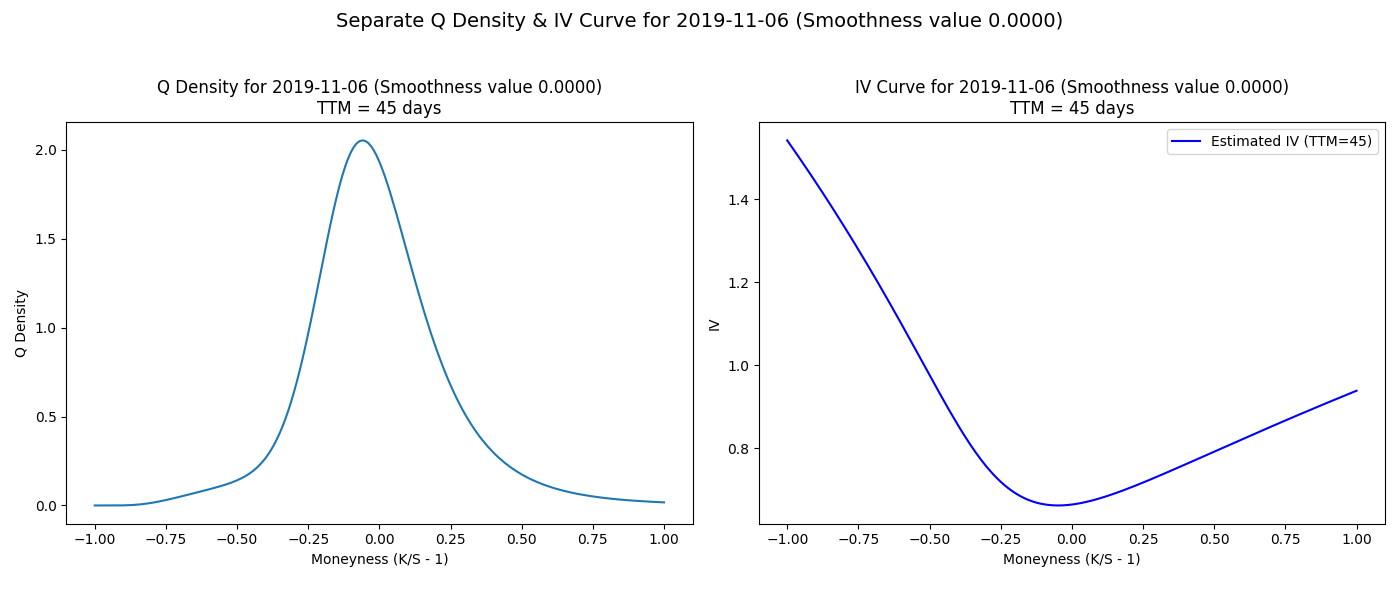 Separate Q Density & IV Curve for 2019-11-06 (Smoothness value 0.0000)
Q Density for 2019-11-06 (Smoothness value 0.0000)
TTM = 45 days
2.0
1.5
1.0
0.5
0.0
Q Density
−1.00 −0.75 −0.50 −0.25 0.00 0.25 0.50 0.75 1.00
Moneyness (K/S - 1)
IV Curve for 2019-11-06 (Smoothness value 0.0000)
TTM = 45 days
Estimated IV (TTM=45)
1.4
1.2
1.0
0.8
IV
−1.00 −0.75 −0.50 −0.25 0.00 0.25 0.50 0.75 1.00
Moneyness (K/S - 1)